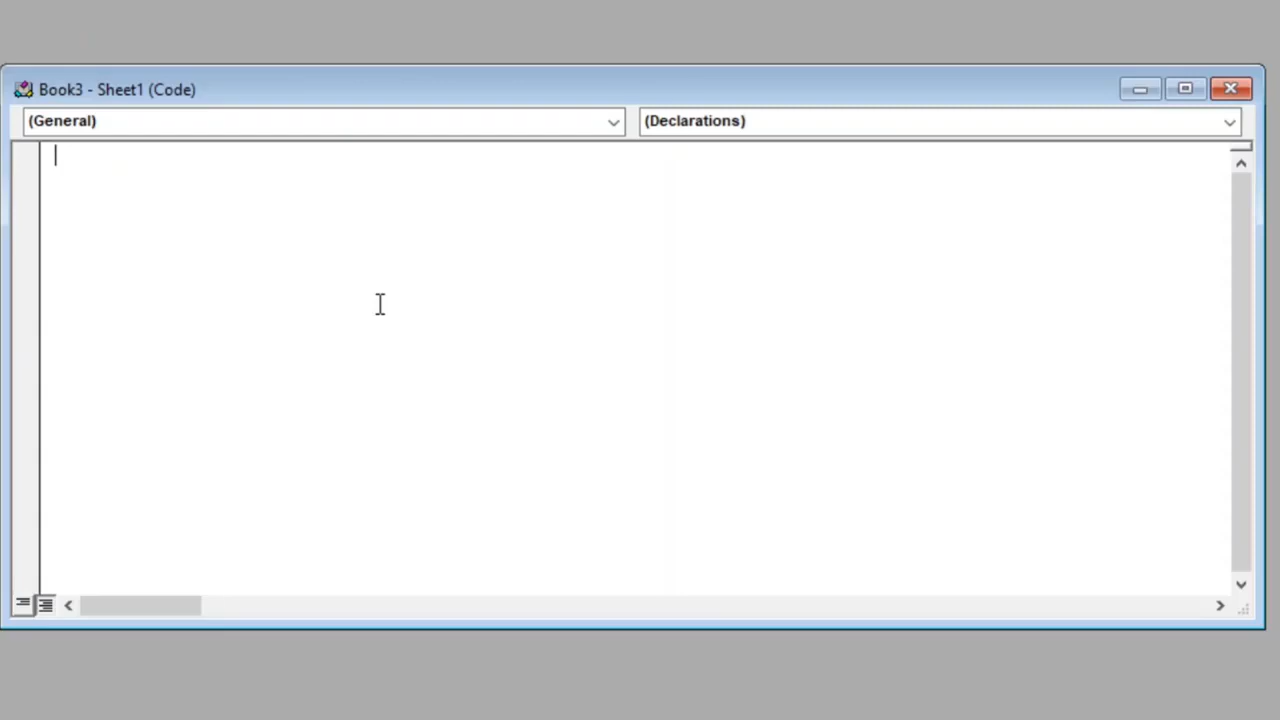 Book3 - Sheet1 (Code)
(General)
(Declarations)